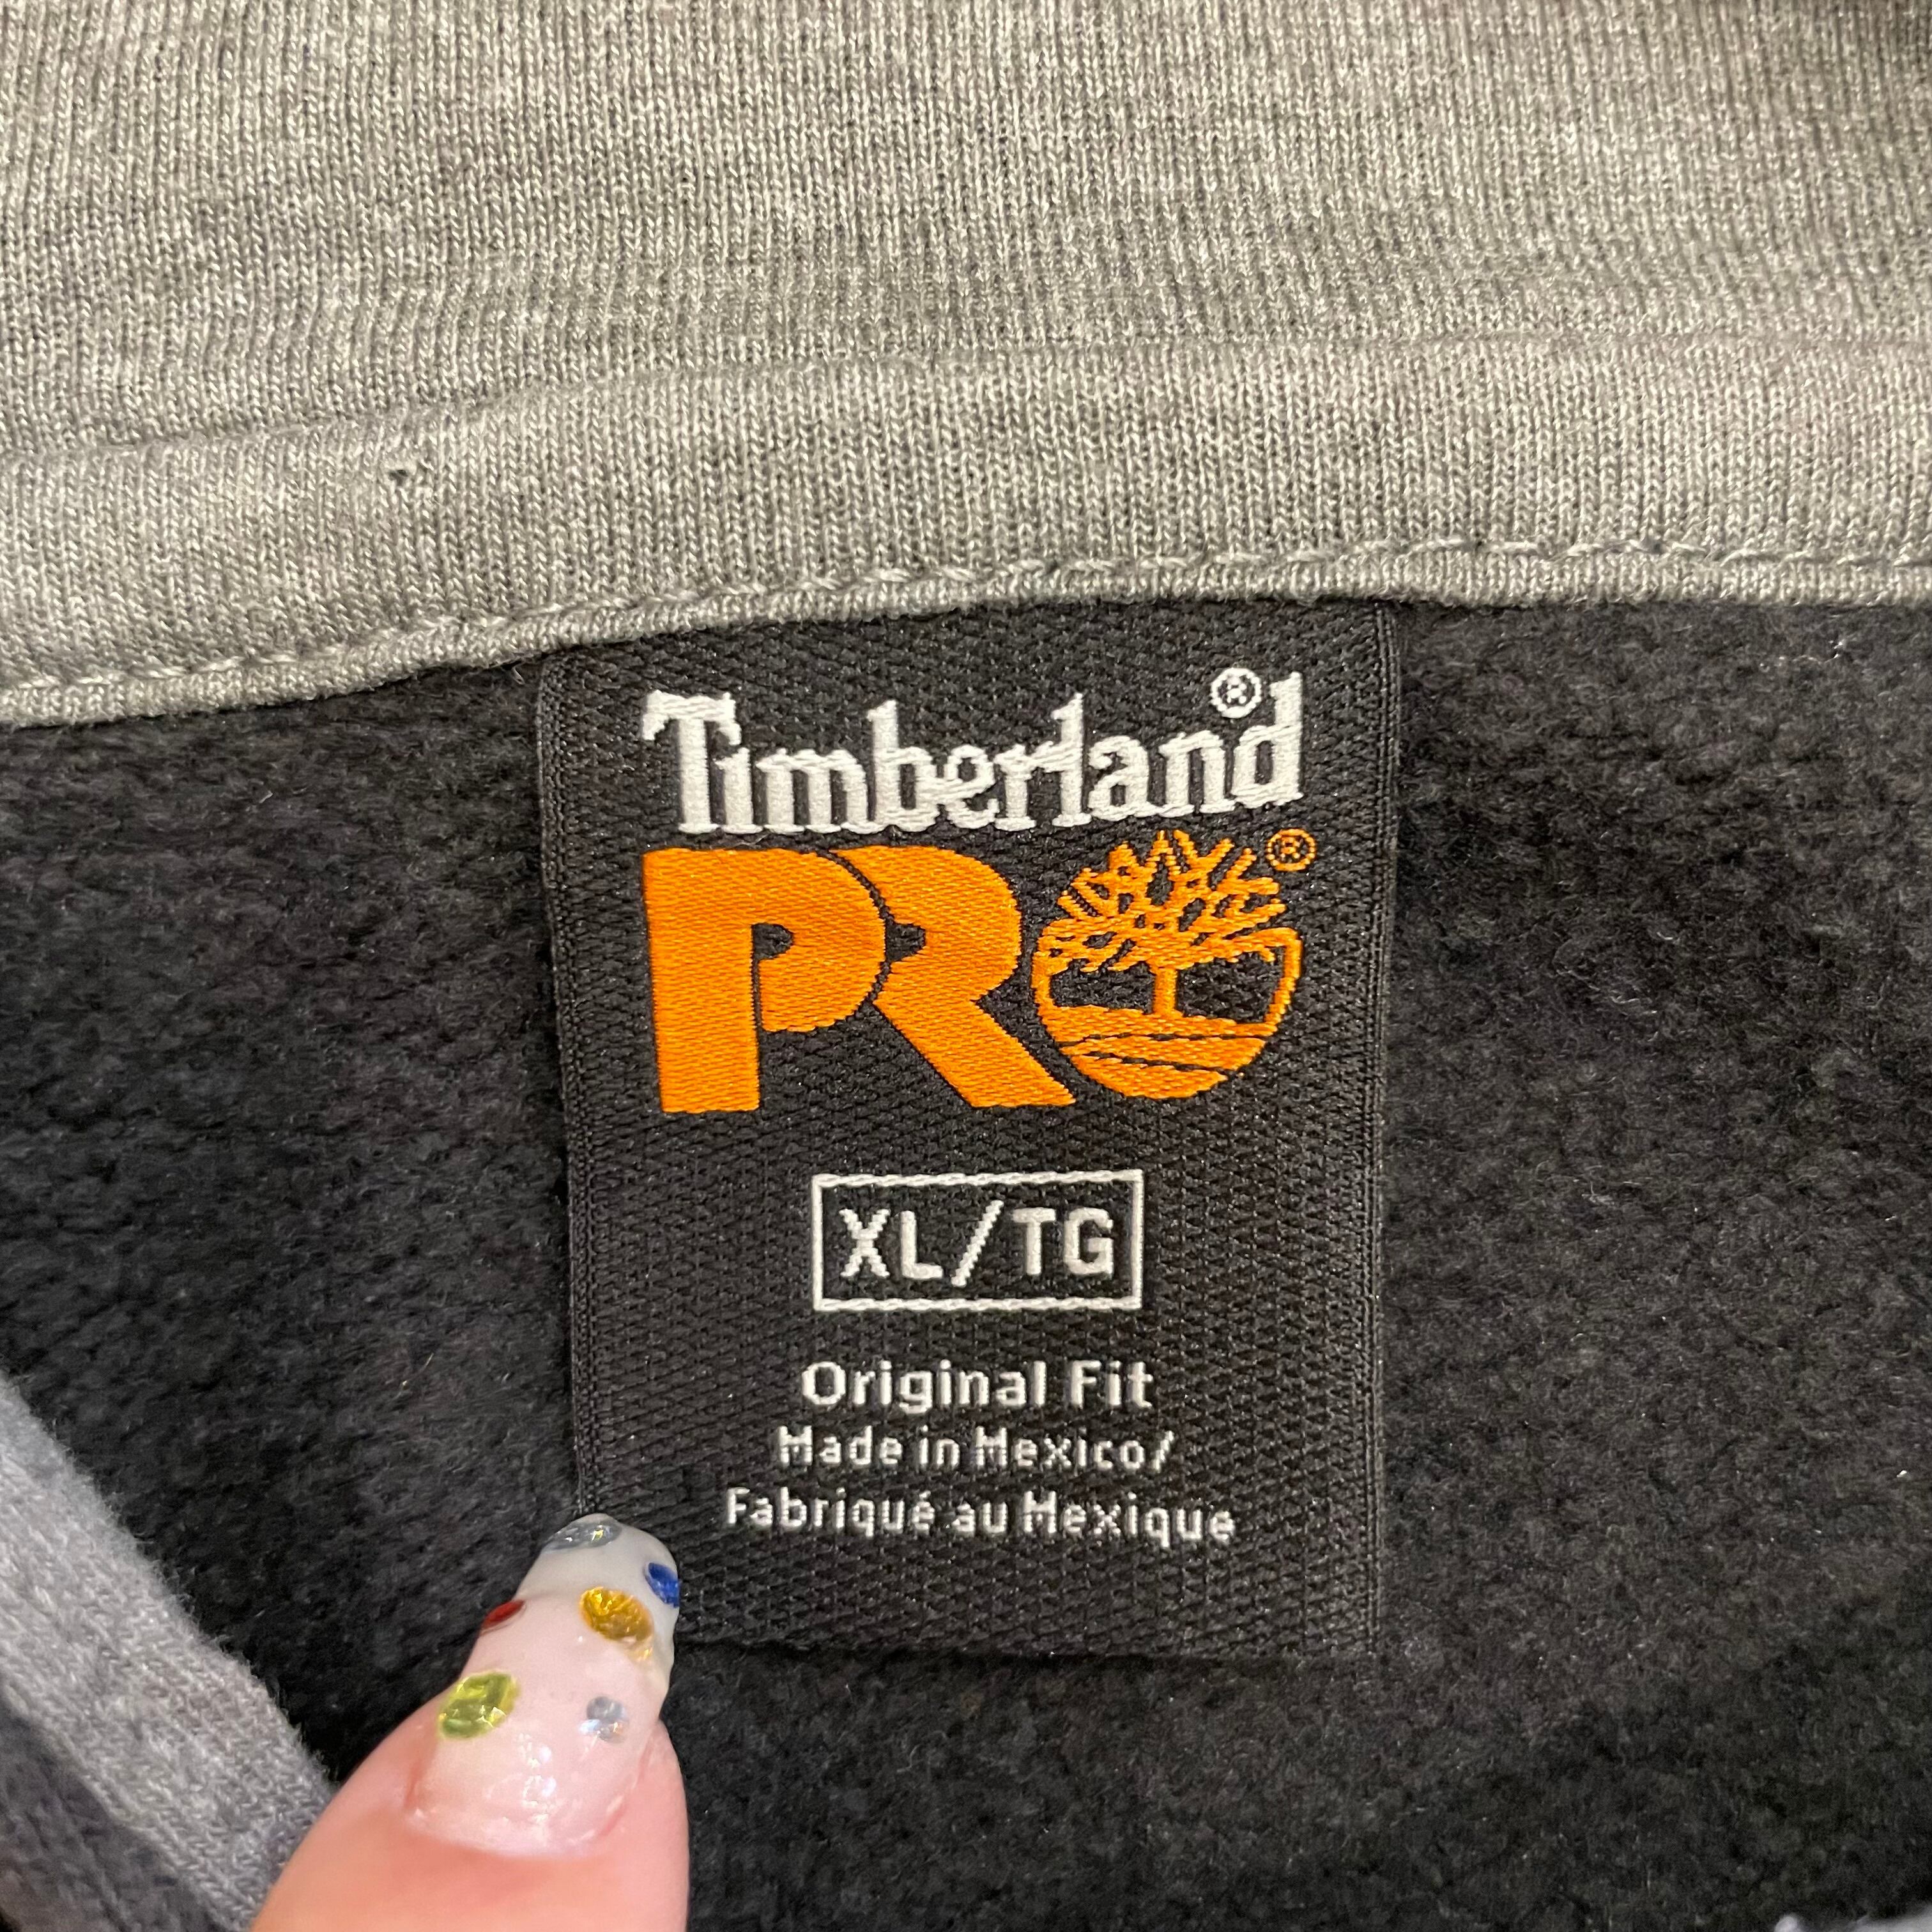 Timberland®
PRO®
XL/TG
Original Fit
Made in Mexico/
Fabriqué au Mexique